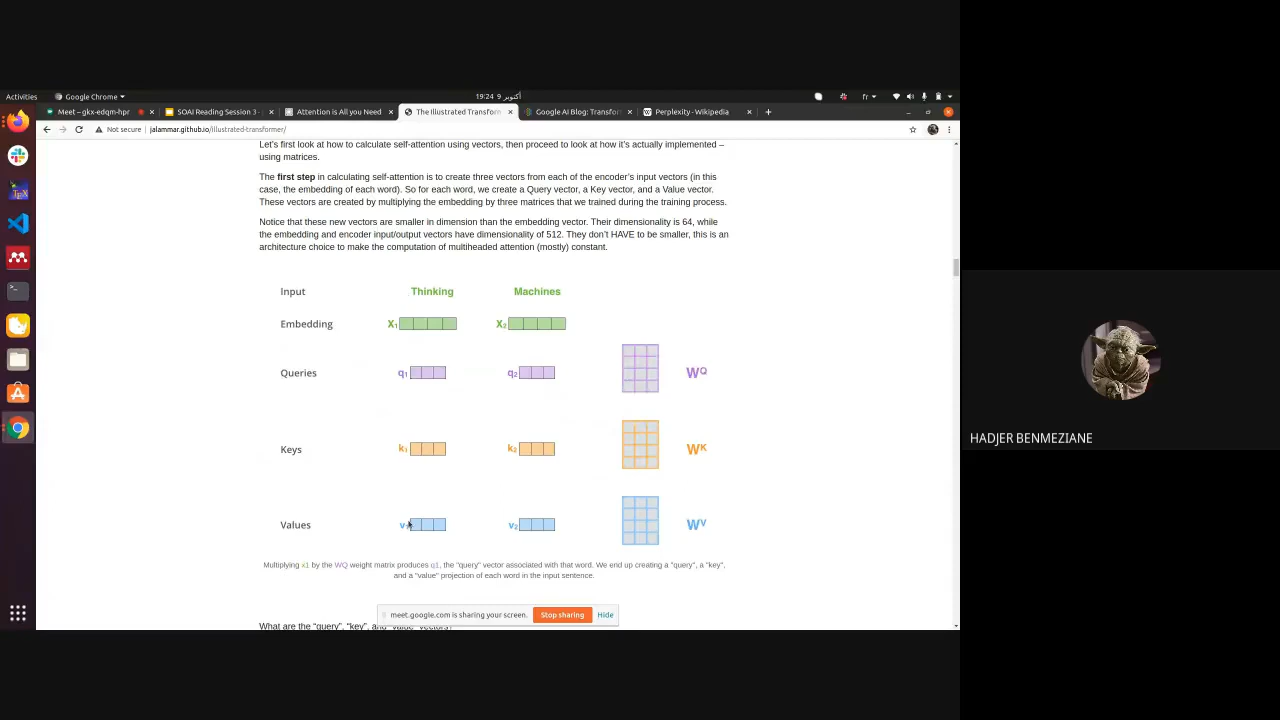 Activities
Google Chrome
19:24 9 أكتوبر
fr
Meet – gkx-edqm-hpr
SOAI Reading Session 3 -
Attention is All you Need
The Illustrated Transform
Google AI Blog: Transfor
Perplexity - Wikipedia
Not secure
jalammar.github.io/illustrated-transformer/
Let's first look at how to calculate self-attention using vectors, then proceed to look at how it's actually implemented –
using matrices.
The first step in calculating self-attention is to create three vectors from each of the encoder's input vectors (in this
case, the embedding of each word). So for each word, we create a Query vector, a Key vector, and a Value vector.
These vectors are created by multiplying the embedding by three matrices that we trained during the training process.
Notice that these new vectors are smaller in dimension than the embedding vector. Their dimensionality is 64, while
the embedding and encoder input/output vectors have dimensionality of 512. They don't HAVE to be smaller, this is an
architecture choice to make the computation of multiheaded attention (mostly) constant.
Input Thinking Machines
Embedding X1 X2
Queries q1 q2 WQ
Keys k1 k2 WK
Values v1 v2 WV
Multiplying x1 by the WQ weight matrix produces q1, the "query" vector associated with that word. We end up creating a "query", a "key",
and a "value" projection of each word in the input sentence.
meet.google.com is sharing your screen. Stop sharing Hide
What are the "query", "key", and "value" vectors
HADJER BENMEZIANE